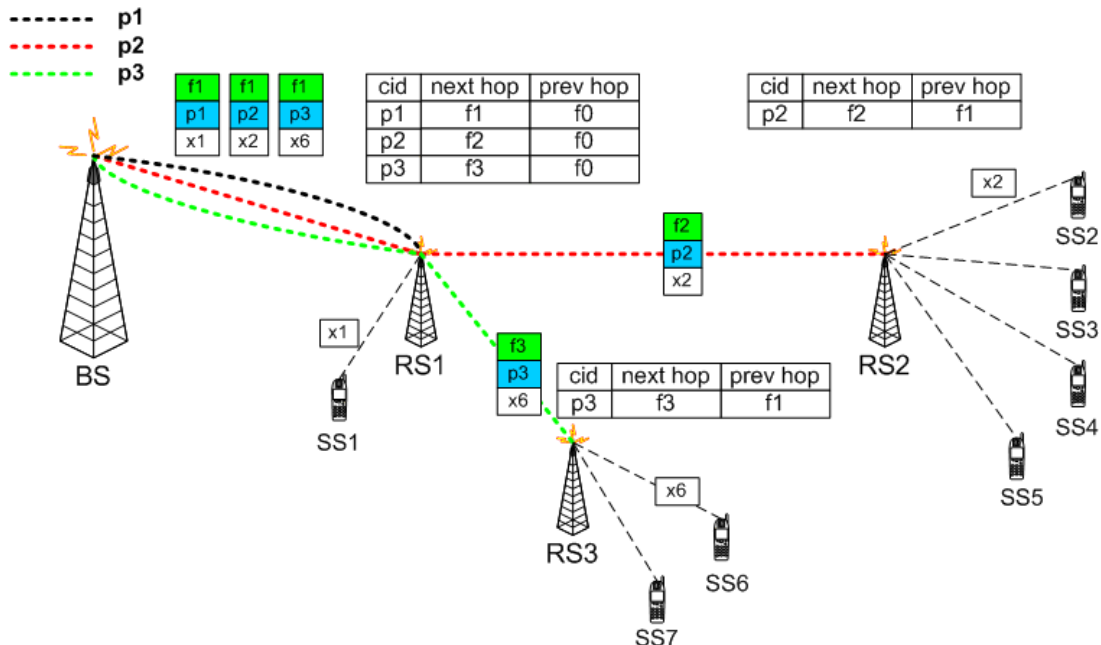 p1
p2
p3
f1 f1 f1
p1 p2 p3
x1 x2 x6
cid next hop prev hop
p1 f1 f0
p2 f2 f0
p3 f3 f0
cid next hop prev hop
p2 f2 f1
x2
SS2
f2
p2
x2
SS3
x1
BS
RS1
RS2
f3
p3
x6
cid next hop prev hop
p3 f3 f1
SS1
SS4
SS5
x6
RS3
SS6
SS7